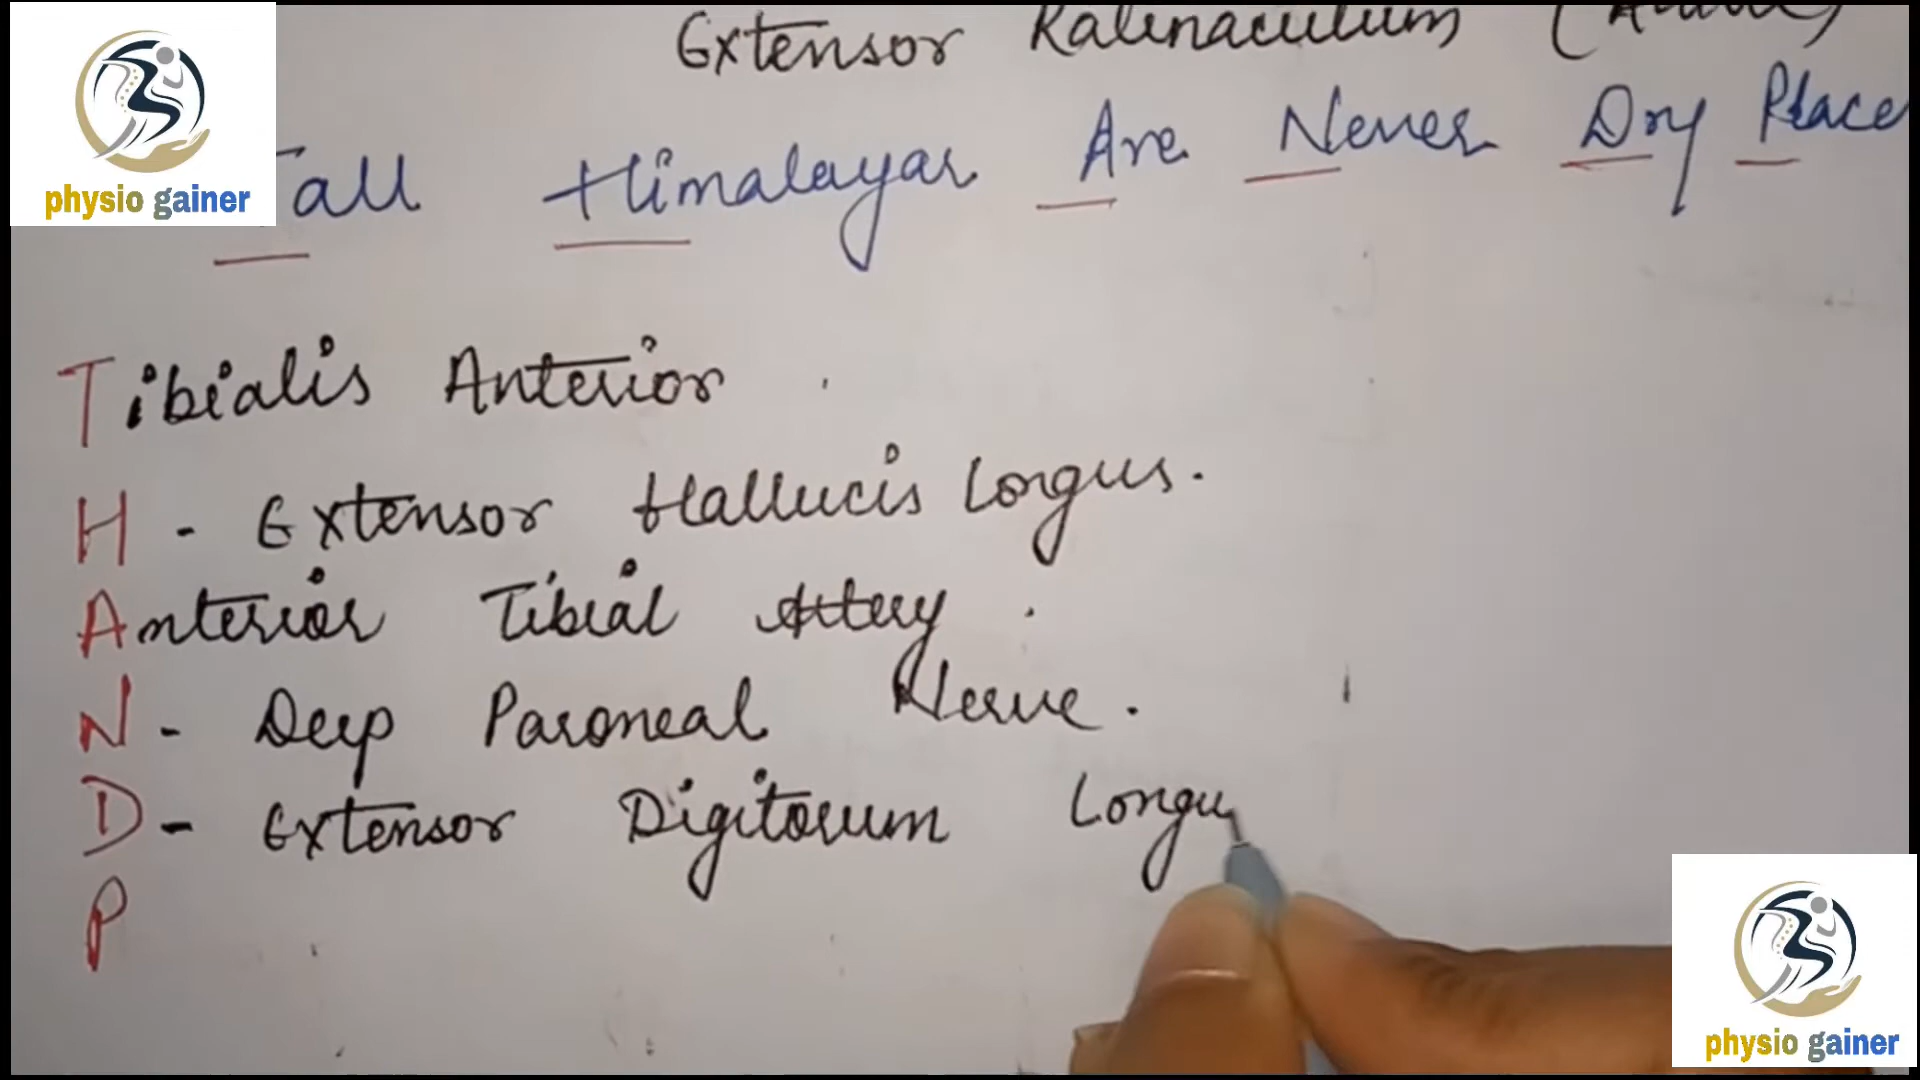 Extensor Ratinaculum (
Tall Himalayas Are Never Dry Place
Tibialis Anterior
H - Extensor Hallucis Longus.
Anterior Tibial Artery.
N - Deep Paroneal Nerve.
D - Extensor Digitorum Longu
P
physio gainer
physio gainer